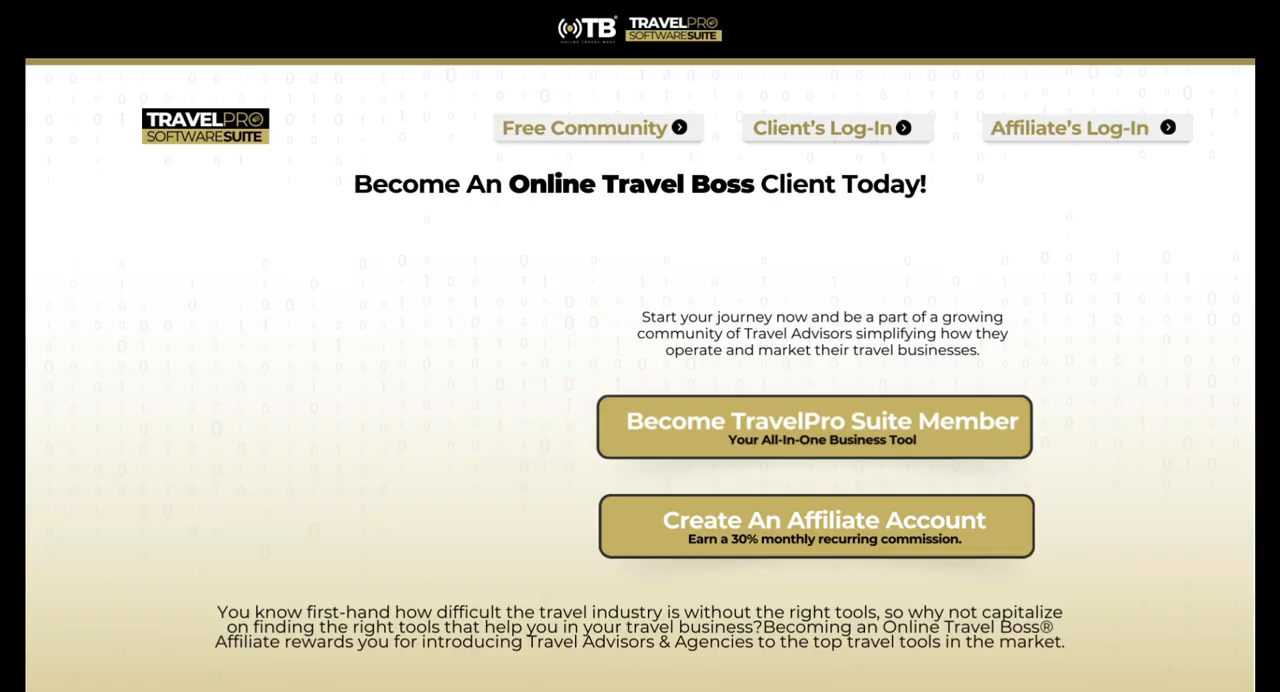 OTB
TRAVELPRO
SOFTWARESUITE
ONLINE TRAVEL BOSS
TRAVELPRO
SOFTWARESUITE
Free Community
Client’s Log-In
Affiliate’s Log-In
Become An Online Travel Boss Client Today!
Start your journey now and be a part of a growing
community of Travel Advisors simplifying how they
operate and market their travel businesses.
Become TravelPro Suite Member
Your All-In-One Business Tool
Create An Affiliate Account
Earn a 30% monthly recurring commission.
You know first-hand how difficult the travel industry is without the right tools, so why not capitalize
on finding the right tools that help you in your travel business?Becoming an Online Travel Boss®
Affiliate rewards you for introducing Travel Advisors & Agencies to the top travel tools in the market.